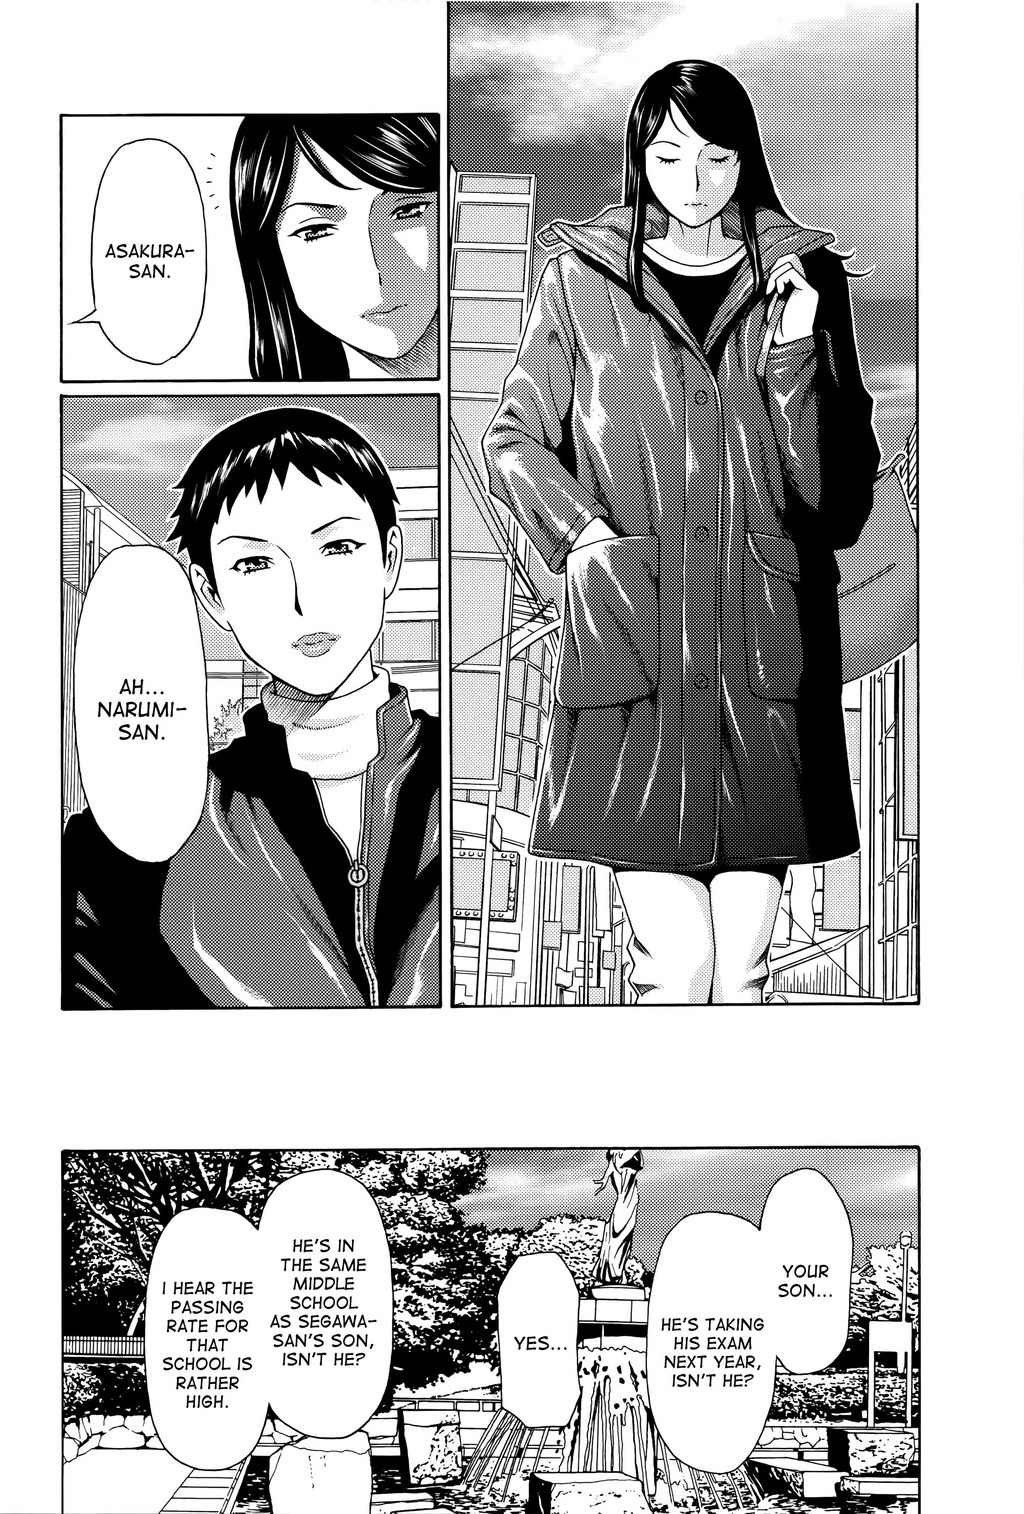 ASAKURA-
SAN.
AH...
NARUMI-
SAN.
YOUR
SON...
HE'S TAKING
HIS EXAM
NEXT YEAR,
ISN'T HE?
YES...
HE'S IN
THE SAME
MIDDLE
SCHOOL
AS SEGAWA-
SAN'S SON,
ISN'T HE?
I HEAR THE
PASSING
RATE FOR
THAT
SCHOOL IS
RATHER
HIGH.